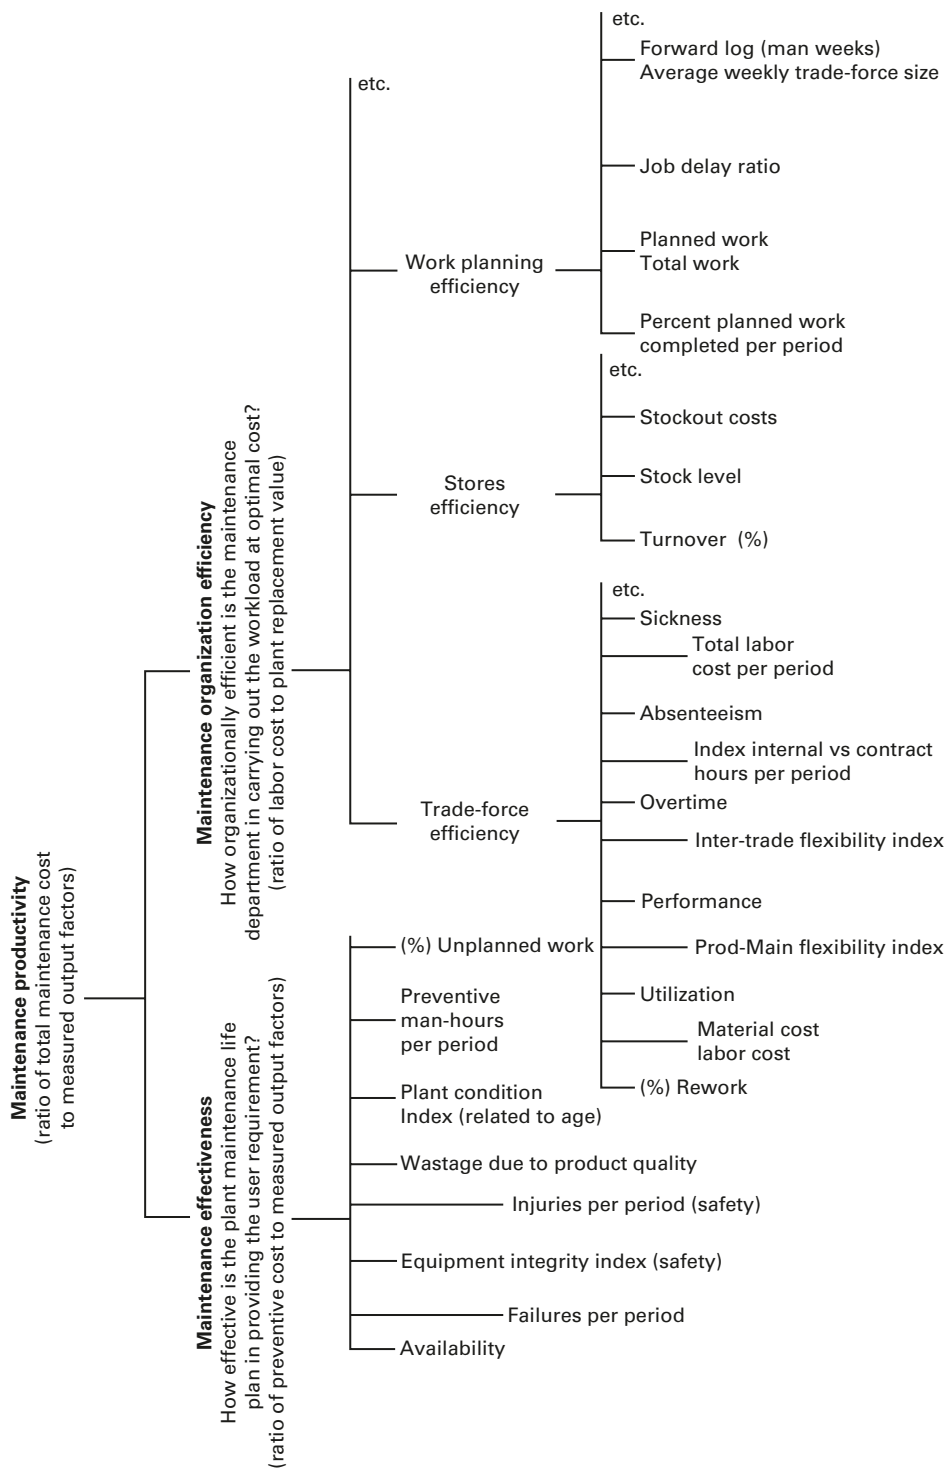 Maintenance productivity
(ratio of total maintenance cost
to measured output factors)
Maintenance organization efficiency
How organizationally efficient is the maintenance
department in carrying out the workload at optimal cost?
(ratio of labor cost to plant replacement value)
Maintenance effectiveness
How effective is the plant maintenance life
plan in providing the user requirement?
(ratio of preventive cost to measured output factors)
etc.
Work planning
efficiency
Stores
efficiency
Trade-force
efficiency
etc.
Forward log (man weeks)
Average weekly trade-force size
Job delay ratio
Planned work
Total work
Percent planned work
completed per period
etc.
Stockout costs
Stock level
Turnover (%)
etc.
Sickness
Total labor
cost per period
Absenteeism
Index internal vs contract
hours per period
Overtime
Inter-trade flexibility index
Performance
Prod-Main flexibility index
Utilization
Material cost
labor cost
(%) Rework
(%) Unplanned work
Preventive
man-hours
per period
Plant condition
Index (related to age)
Wastage due to product quality
Injuries per period (safety)
Equipment integrity index (safety)
Failures per period
Availability